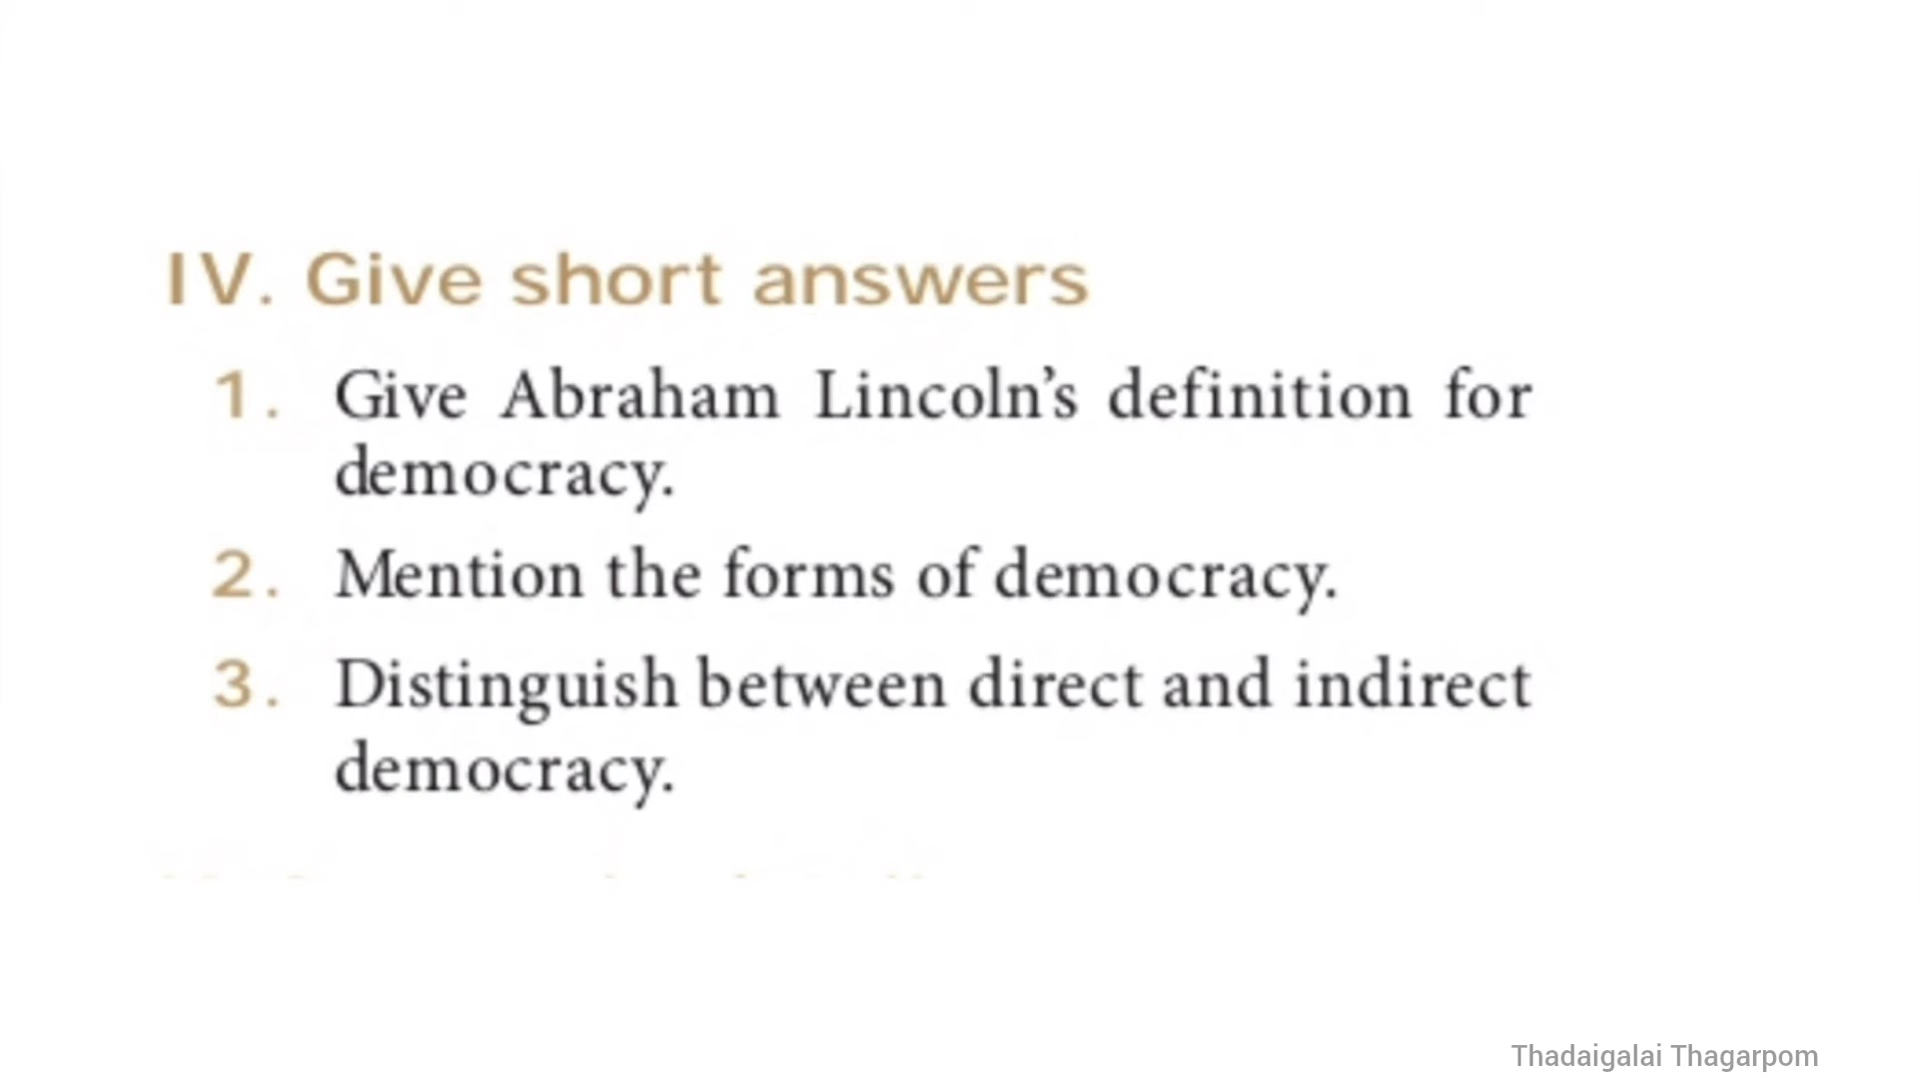 IV. Give short answers
1. Give Abraham Lincoln’s definition for
democracy.
2. Mention the forms of democracy.
3. Distinguish between direct and indirect
democracy.
Thadaigalai Thagarpom